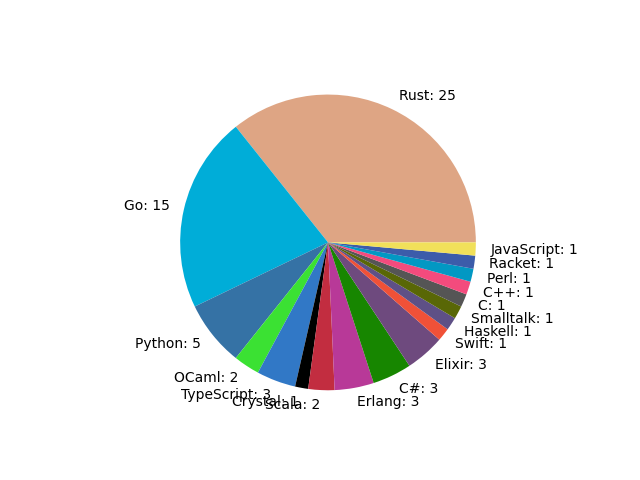 Rust: 25
Go: 15
Python: 5
OCaml: 2
TypeScript: 3
Crystal: 1
Scala: 2
Erlang: 3
C#: 3
Elixir: 3
Swift: 1
Haskell: 1
Smalltalk: 1
C: 1
C++: 1
Perl: 1
Racket: 1
JavaScript: 1